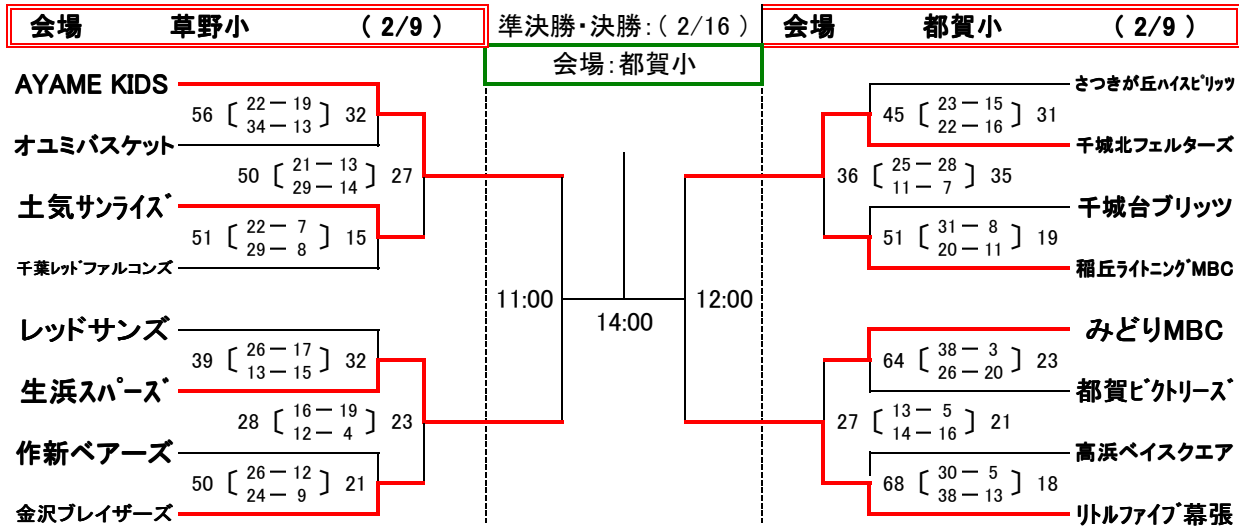 会場 草野小 ( 2/9 )
準決勝・決勝:( 2/16 )
会場:都賀小
会場 都賀小 ( 2/9 )
AYAME KIDS
56 〔 22 － 19 〕 32
34 － 13
オユミバスケット
50 〔 21 － 13 〕 27
29 － 14
土気サンライズ
51 〔 22 － 7 〕 15
29 － 8
千葉レッドファルコンズ
レッドサンズ
39 〔 26 － 17 〕 32
13 － 15
生浜スパーズ
28 〔 16 － 19 〕 23
12 － 4
作新ベアーズ
50 〔 26 － 12 〕 21
24 － 9
金沢ブレイザーズ
11:00
14:00
12:00
さつきが丘ハイスピリッツ
45 〔 23 － 15 〕 31
22 － 16
千城北フェルターズ
36 〔 25 － 28 〕 35
11 － 7
千城台ブリッツ
51 〔 31 － 8 〕 19
20 － 11
稲丘ライトニングMBC
みどりMBC
64 〔 38 － 3 〕 23
26 － 20
都賀ビクトリーズ
27 〔 13 － 5 〕 21
14 － 16
高浜ベイスクエア
68 〔 30 － 5 〕 18
38 － 13
リトルファイブ幕張